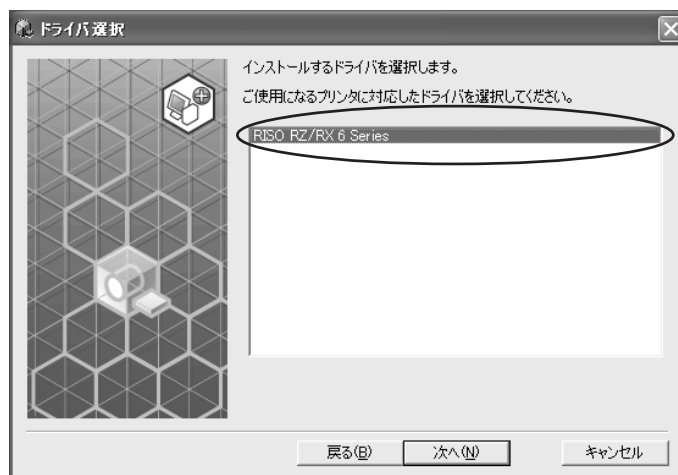 ドライバ選択
インストールするドライバを選択します。
ご使用になるプリンタに対応したドライバを選択してください。
RISO RZ/RX 6 Series
戻る(B)
次へ(N)
キャンセル